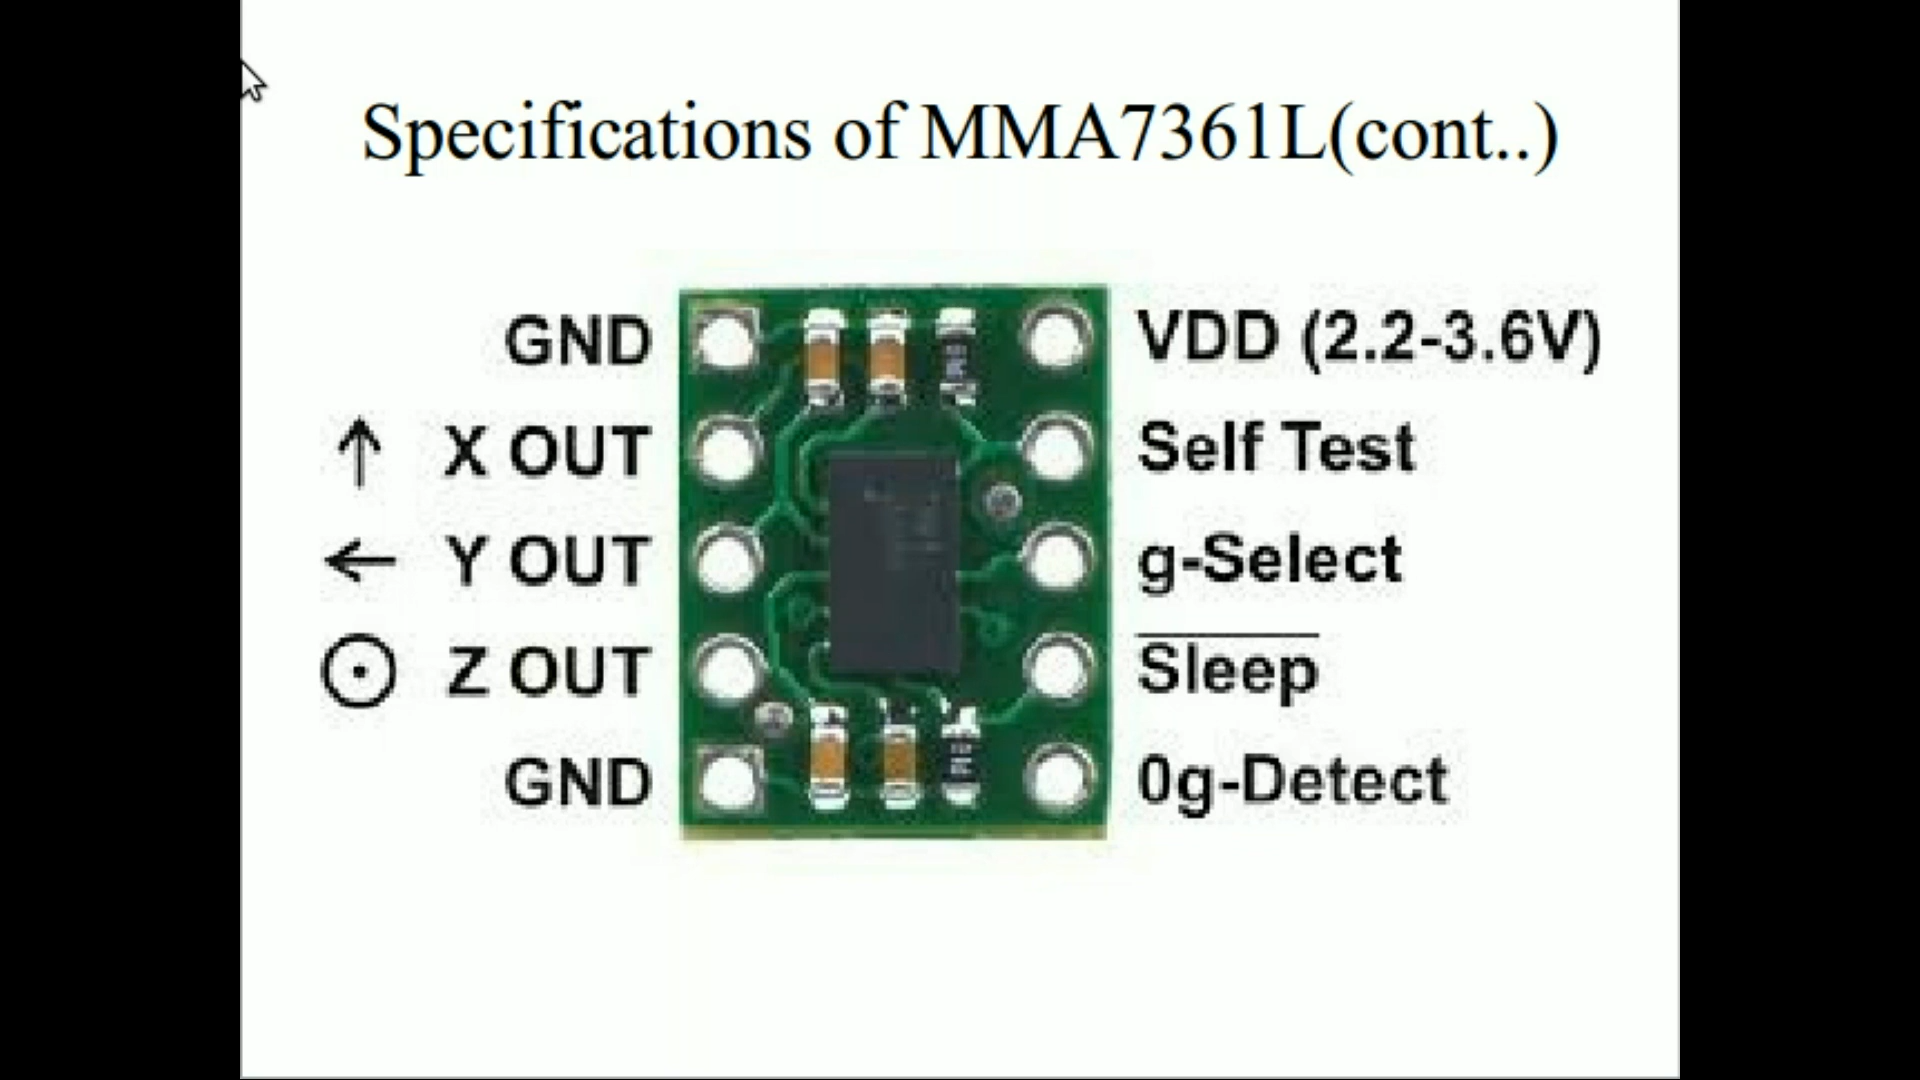 Specifications of MMA7361L(cont..)
GND
VDD (2.2-3.6V)
X OUT
Self Test
Y OUT
g-Select
Z OUT
Sleep
GND
0g-Detect